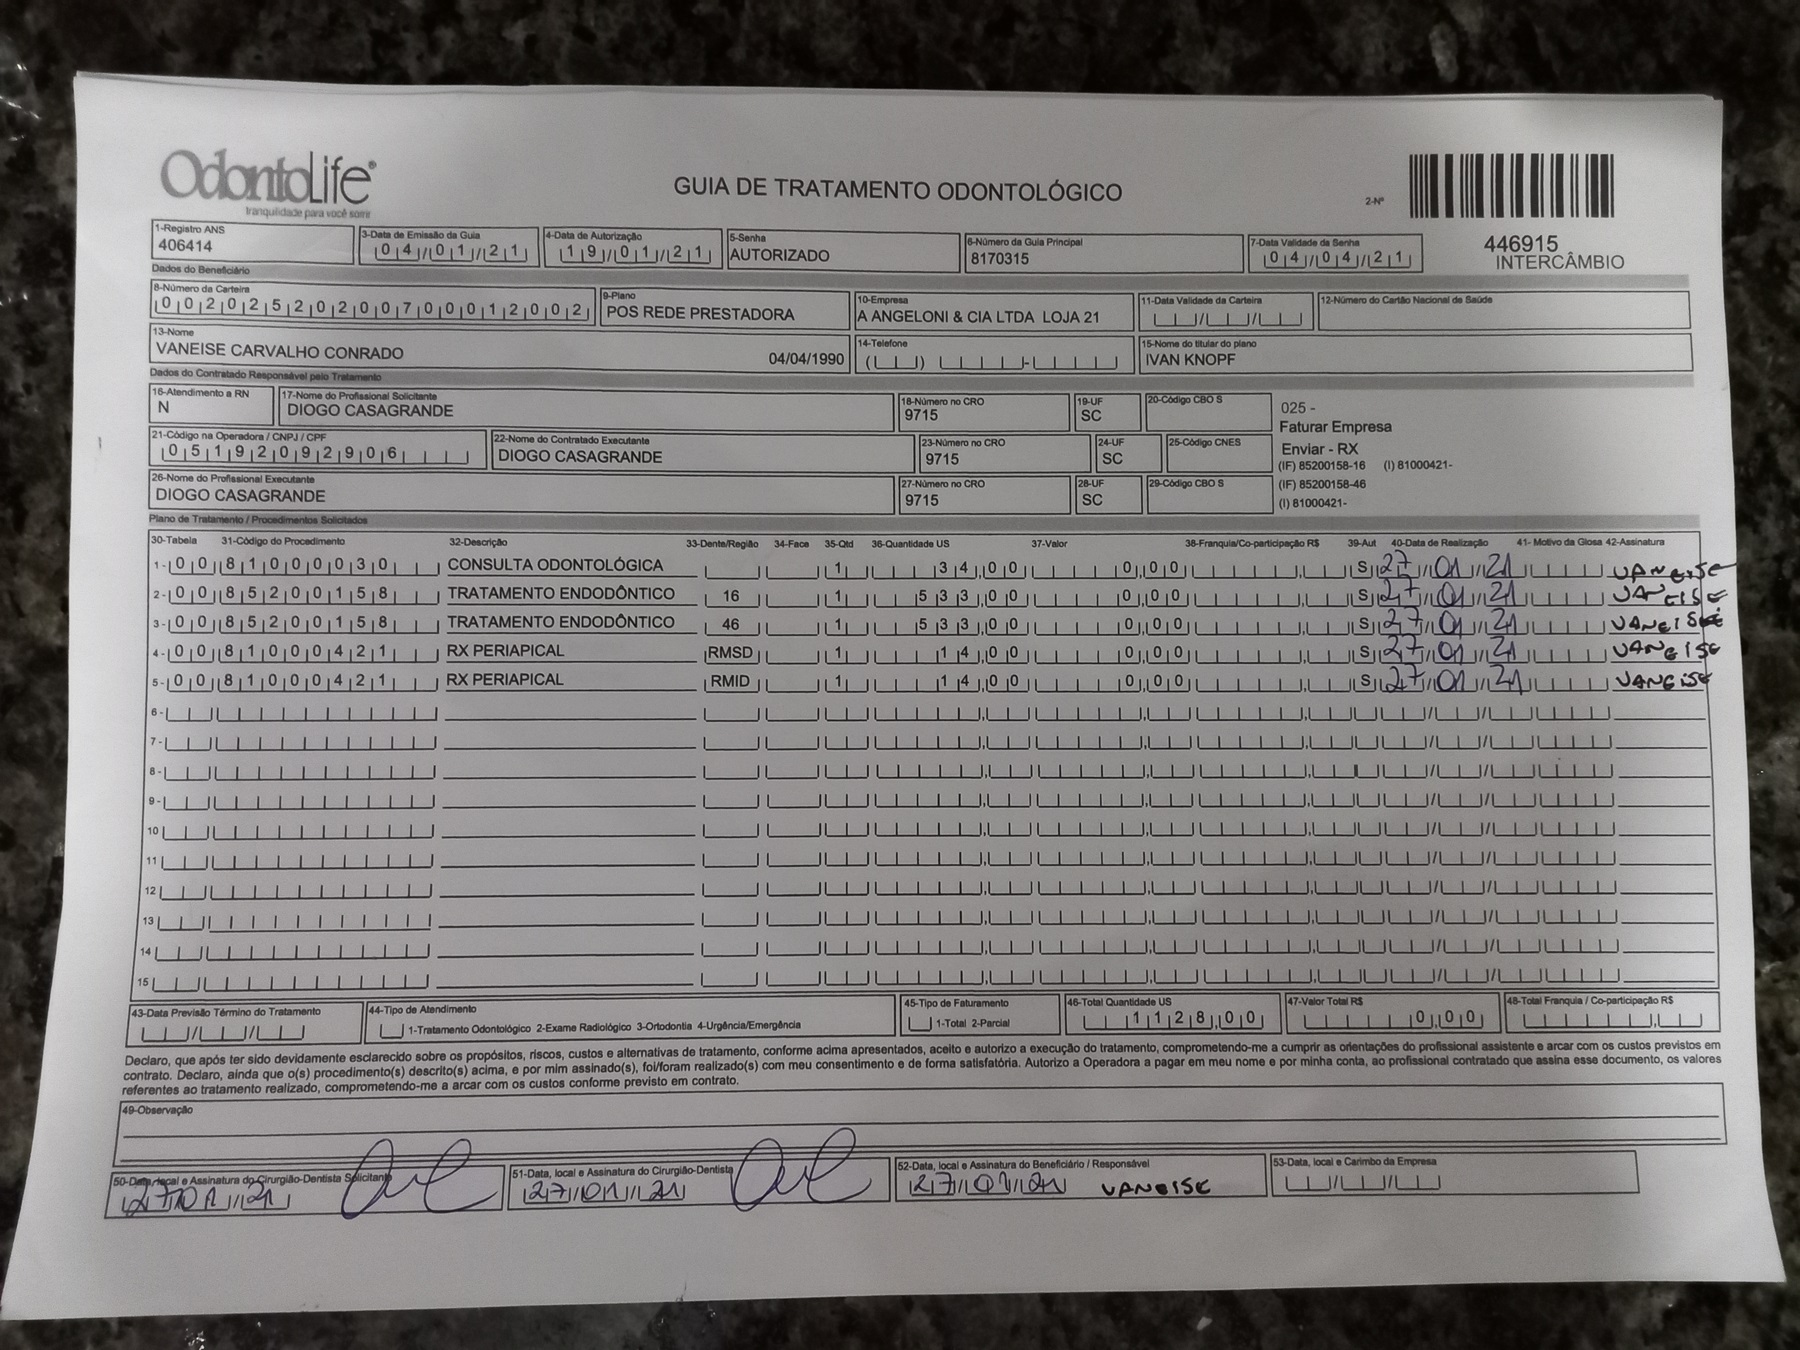 OdontoLife®
tranquilidade para você sorrir
GUIA DE TRATAMENTO ODONTOLÓGICO
2-Nº
446915
INTERCÂMBIO
1-Registro ANS
406414
3-Data de Emissão da Guia
04/01/21
4-Data de Autorização
19/01/21
5-Senha
AUTORIZADO
6-Número da Guia Principal
8170315
7-Data Validade da Senha
04/04/21
Dados do Beneficiário
8-Número da Carteira
00202520200700012002
9-Plano
POS REDE PRESTADORA
10-Empresa
A ANGELONI & CIA LTDA LOJA 21
11-Data Validade da Carteira
12-Número do Cartão Nacional de Saúde
13-Nome
VANEISE CARVALHO CONRADO 04/04/1990
14-Telefone
15-Nome do titular do plano
IVAN KNOPF
Dados do Contratado Responsável pelo Tratamento
16-Atendimento a RN
N
17-Nome do Profissional Solicitante
DIOGO CASAGRANDE
18-Número no CRO
9715
19-UF
SC
20-Código CBO S
025 -
Faturar Empresa
Enviar - RX
(IF) 85200158-16 (I) 81000421-
(IF) 85200158-46
(I) 81000421-
21-Código na Operadora / CNPJ / CPF
05192092906
22-Nome do Contratado Executante
DIOGO CASAGRANDE
23-Número no CRO
9715
24-UF
SC
25-Código CNES
26-Nome do Profissional Executante
DIOGO CASAGRANDE
27-Número no CRO
9715
28-UF
SC
29-Código CBO S
Plano de Tratamento / Procedimentos Solicitados
30-Tabela 31-Código do Procedimento 32-Descrição 33-Dente/Região 34-Face 35-Qtd 36-Quantidade US 37-Valor 38-Franquia/Co-participação R$ 39-Aut 40-Data de Realização 41- Motivo da Glosa 42-Assinatura
1- 00 81000030 CONSULTA ODONTOLÓGICA 1 34,00 0,00 S 27/01/21 VANEISE
2- 00 85200158 TRATAMENTO ENDODÔNTICO 16 1 533,00 0,00 S 27/01/21 VANEISE
3- 00 85200158 TRATAMENTO ENDODÔNTICO 46 1 533,00 0,00 S 27/01/21 VANEISE
4- 00 81000421 RX PERIAPICAL RMSD 1 14,00 0,00 S 27/01/21 VANEISE
5- 00 81000421 RX PERIAPICAL RMID 1 14,00 0,00 S 27/01/21 VANEISE
6-
7-
8-
9-
10
11
12
13
14
15
43-Data Previsão Término do Tratamento
44-Tipo de Atendimento
1-Tratamento Odontológico 2-Exame Radiológico 3-Ortodontia 4-Urgência/Emergência
45-Tipo de Faturamento
1-Total 2-Parcial
46-Total Quantidade US
1128,00
47-Valor Total R$
0,00
48-Total Franquia / Co-participação R$
Declaro, que após ter sido devidamente esclarecido sobre os propósitos, riscos, custos e alternativas de tratamento, conforme acima apresentados, aceito e autorizo a execução do tratamento, comprometendo-me a cumprir as orientações do profissional assistente e arcar com os custos previstos em
contrato. Declaro, ainda que o(s) procedimento(s) descrito(s) acima, e por mim assinado(s), foi/foram realizado(s) com meu consentimento e de forma satisfatória. Autorizo a Operadora a pagar em meu nome e por minha conta, ao profissional contratado que assina esse documento, os valores
referentes ao tratamento realizado, comprometendo-me a arcar com os custos conforme previsto em contrato.
49-Observação
50-Data, local e Assinatura do Cirurgião-Dentista Solicitante
27/01/21
51-Data, local e Assinatura do Cirurgião-Dentista
27/01/21
52-Data, local e Assinatura do Beneficiário / Responsável
27/01/21 VANEISE
53-Data, local e Carimbo da Empresa